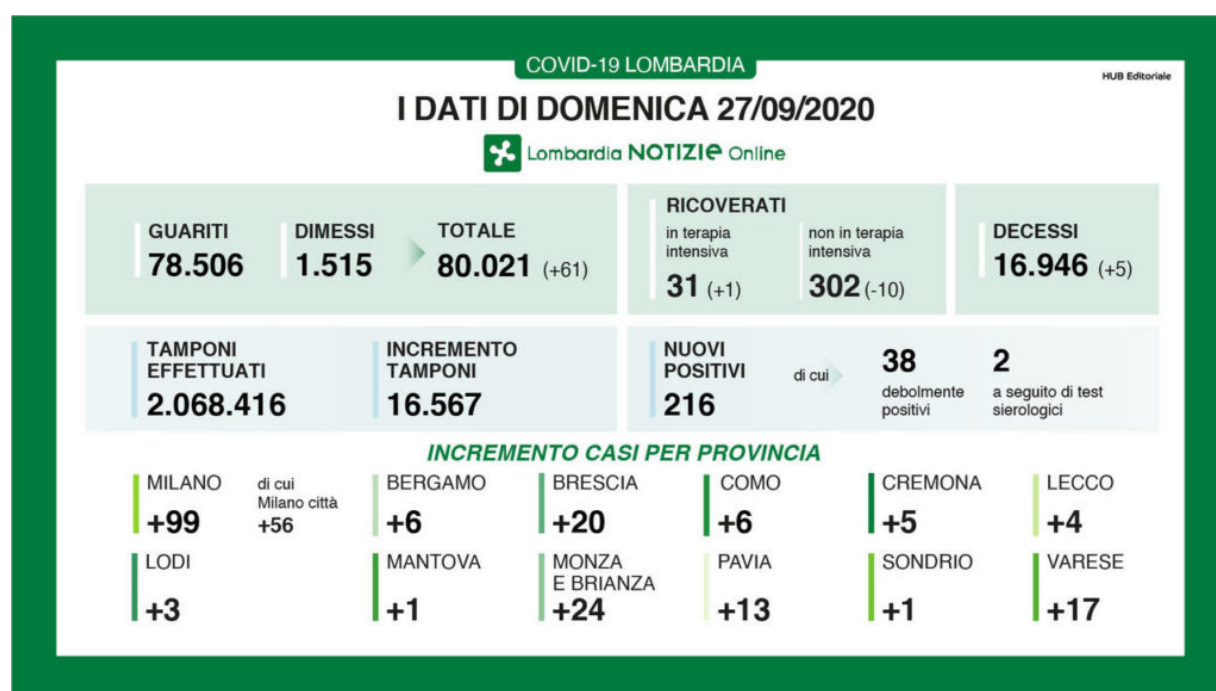 COVID-19 LOMBARDIA
HUB Editoriale
I DATI DI DOMENICA 27/09/2020
Lombardia NOTIZIE Online
GUARITI
78.506
DIMESSI
1.515
TOTALE
80.021 (+61)
RICOVERATI
in terapia
intensiva
31 (+1)
non in terapia
intensiva
302 (-10)
DECESSI
16.946 (+5)
TAMPONI
EFFETTUATI
2.068.416
INCREMENTO
TAMPONI
16.567
NUOVI
POSITIVI
216
di cui
38
debolmente
positivi
2
a seguito di test
sierologici
INCREMENTO CASI PER PROVINCIA
MILANO
+99
di cui
Milano città
+56
BERGAMO
+6
BRESCIA
+20
COMO
+6
CREMONA
+5
LECCO
+4
LODI
+3
MANTOVA
+1
MONZA
E BRIANZA
+24
PAVIA
+13
SONDRIO
+1
VARESE
+17